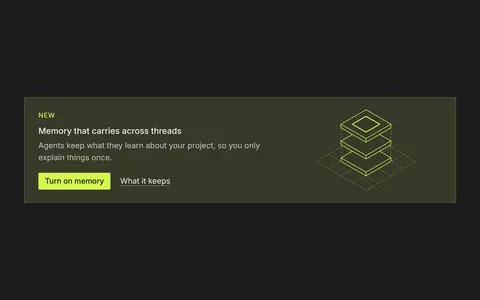 NEW
Memory that carries across threads
Agents keep what they learn about your project, so you only
explain things once.
Turn on memory
What it keeps